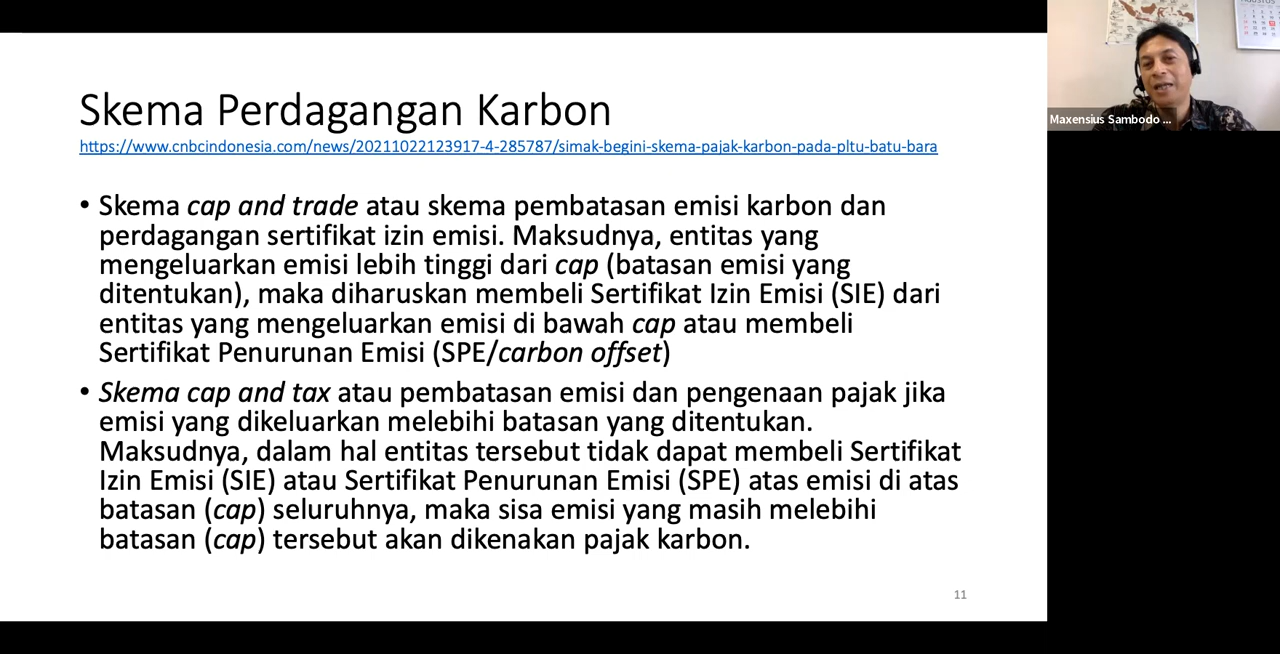 Skema Perdagangan Karbon
https://www.cnbcindonesia.com/news/20211022123917-4-285787/simak-begini-skema-pajak-karbon-pada-pltu-batu-bara
• Skema cap and trade atau skema pembatasan emisi karbon dan
perdagangan sertifikat izin emisi. Maksudnya, entitas yang
mengeluarkan emisi lebih tinggi dari cap (batasan emisi yang
ditentukan), maka diharuskan membeli Sertifikat Izin Emisi (SIE) dari
entitas yang mengeluarkan emisi di bawah cap atau membeli
Sertifikat Penurunan Emisi (SPE/carbon offset)
• Skema cap and tax atau pembatasan emisi dan pengenaan pajak jika
emisi yang dikeluarkan melebihi batasan yang ditentukan.
Maksudnya, dalam hal entitas tersebut tidak dapat membeli Sertifikat
Izin Emisi (SIE) atau Sertifikat Penurunan Emisi (SPE) atas emisi di atas
batasan (cap) seluruhnya, maka sisa emisi yang masih melebihi
batasan (cap) tersebut akan dikenakan pajak karbon.
11
Maxensius Sambodo ...